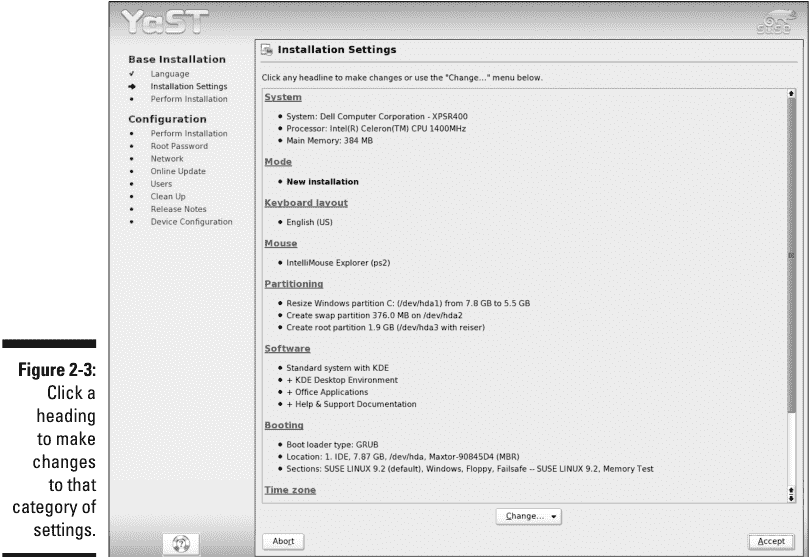 YaST
SUSE
Base Installation
Language
Installation Settings
Perform Installation
Configuration
Perform Installation
Root Password
Network
Online Update
Users
Clean Up
Release Notes
Device Configuration
Installation Settings
Click any headline to make changes or use the "Change..." menu below.
System
• System: Dell Computer Corporation - XPSR400
• Processor: Intel(R) Celeron(TM) CPU 1400MHz
• Main Memory: 384 MB
Mode
• New installation
Keyboard layout
• English (US)
Mouse
• IntelliMouse Explorer (ps2)
Partitioning
• Resize Windows partition C: (/dev/hda1) from 7.8 GB to 5.5 GB
• Create swap partition 376.0 MB on /dev/hda2
• Create root partition 1.9 GB (/dev/hda3 with reiser)
Software
• Standard system with KDE
• + KDE Desktop Environment
• + Office Applications
• + Help & Support Documentation
Booting
• Boot loader type: GRUB
• Location: 1. IDE, 7.87 GB, /dev/hda, Maxtor-90845D4 (MBR)
• Sections: SUSE LINUX 9.2 (default), Windows, Floppy, Failsafe -- SUSE LINUX 9.2, Memory Test
Time zone
Change...
Abort
Accept
Figure 2-3:
Click a
heading
to make
changes
to that
category of
settings.